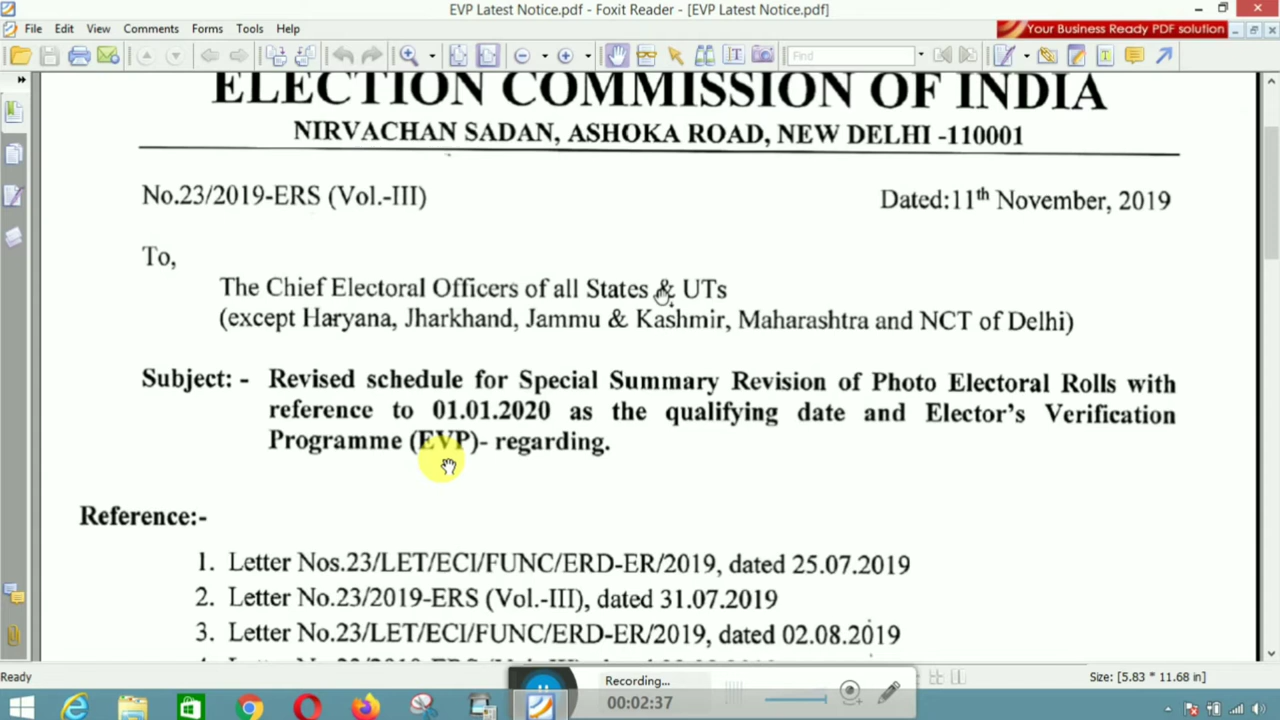 EVP Latest Notice.pdf - Foxit Reader - [EVP Latest Notice.pdf]
File Edit View Comments Forms Tools Help
Your Business Ready PDF solution
Find
ELECTION COMMISSION OF INDIA
NIRVACHAN SADAN, ASHOKA ROAD, NEW DELHI -110001
No.23/2019-ERS (Vol.-III) Dated:11th November, 2019
To,
The Chief Electoral Officers of all States & UTs
(except Haryana, Jharkhand, Jammu & Kashmir, Maharashtra and NCT of Delhi)
Subject: - Revised schedule for Special Summary Revision of Photo Electoral Rolls with
reference to 01.01.2020 as the qualifying date and Elector's Verification
Programme (EVP)- regarding.
Reference:-
1. Letter Nos.23/LET/ECI/FUNC/ERD-ER/2019, dated 25.07.2019
2. Letter No.23/2019-ERS (Vol.-III), dated 31.07.2019
3. Letter No.23/LET/ECI/FUNC/ERD-ER/2019, dated 02.08.2019
Ready Size: [5.83 * 11.68 in]
Recording...
00:02:37